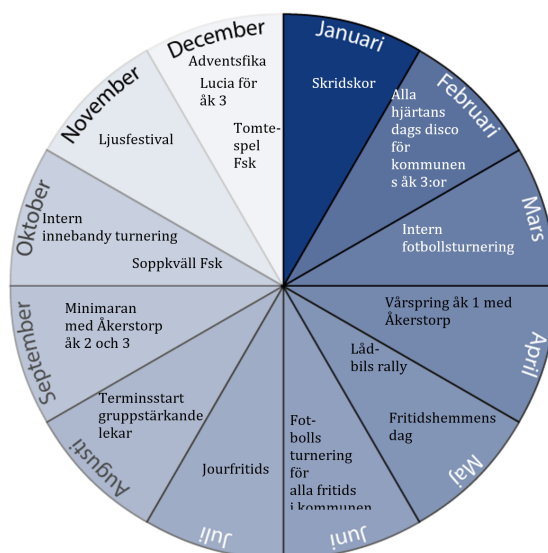 Januari
Skridskor
Februari
Alla
hjärtans
dags disco
för
kommunen
s åk 3:or
Mars
Intern
fotbollsturnering
April
Vårspring åk 1 med
Åkerstorp
Maj
Låd-
bils rally
Fritidshemmens
dag
Juni
Fot-
bolls
turnering
för
alla fritids
i kommunen
Juli
Jourfritids
Augusti
Terminsstart
gruppstärkande
lekar
September
Minimaran
med Åkerstorp
åk 2 och 3
Oktober
Intern
innebandy turnering
Soppkväll Fsk
November
Ljusfestival
December
Adventsfika
Lucia för
åk 3
Tomte-
spel
Fsk